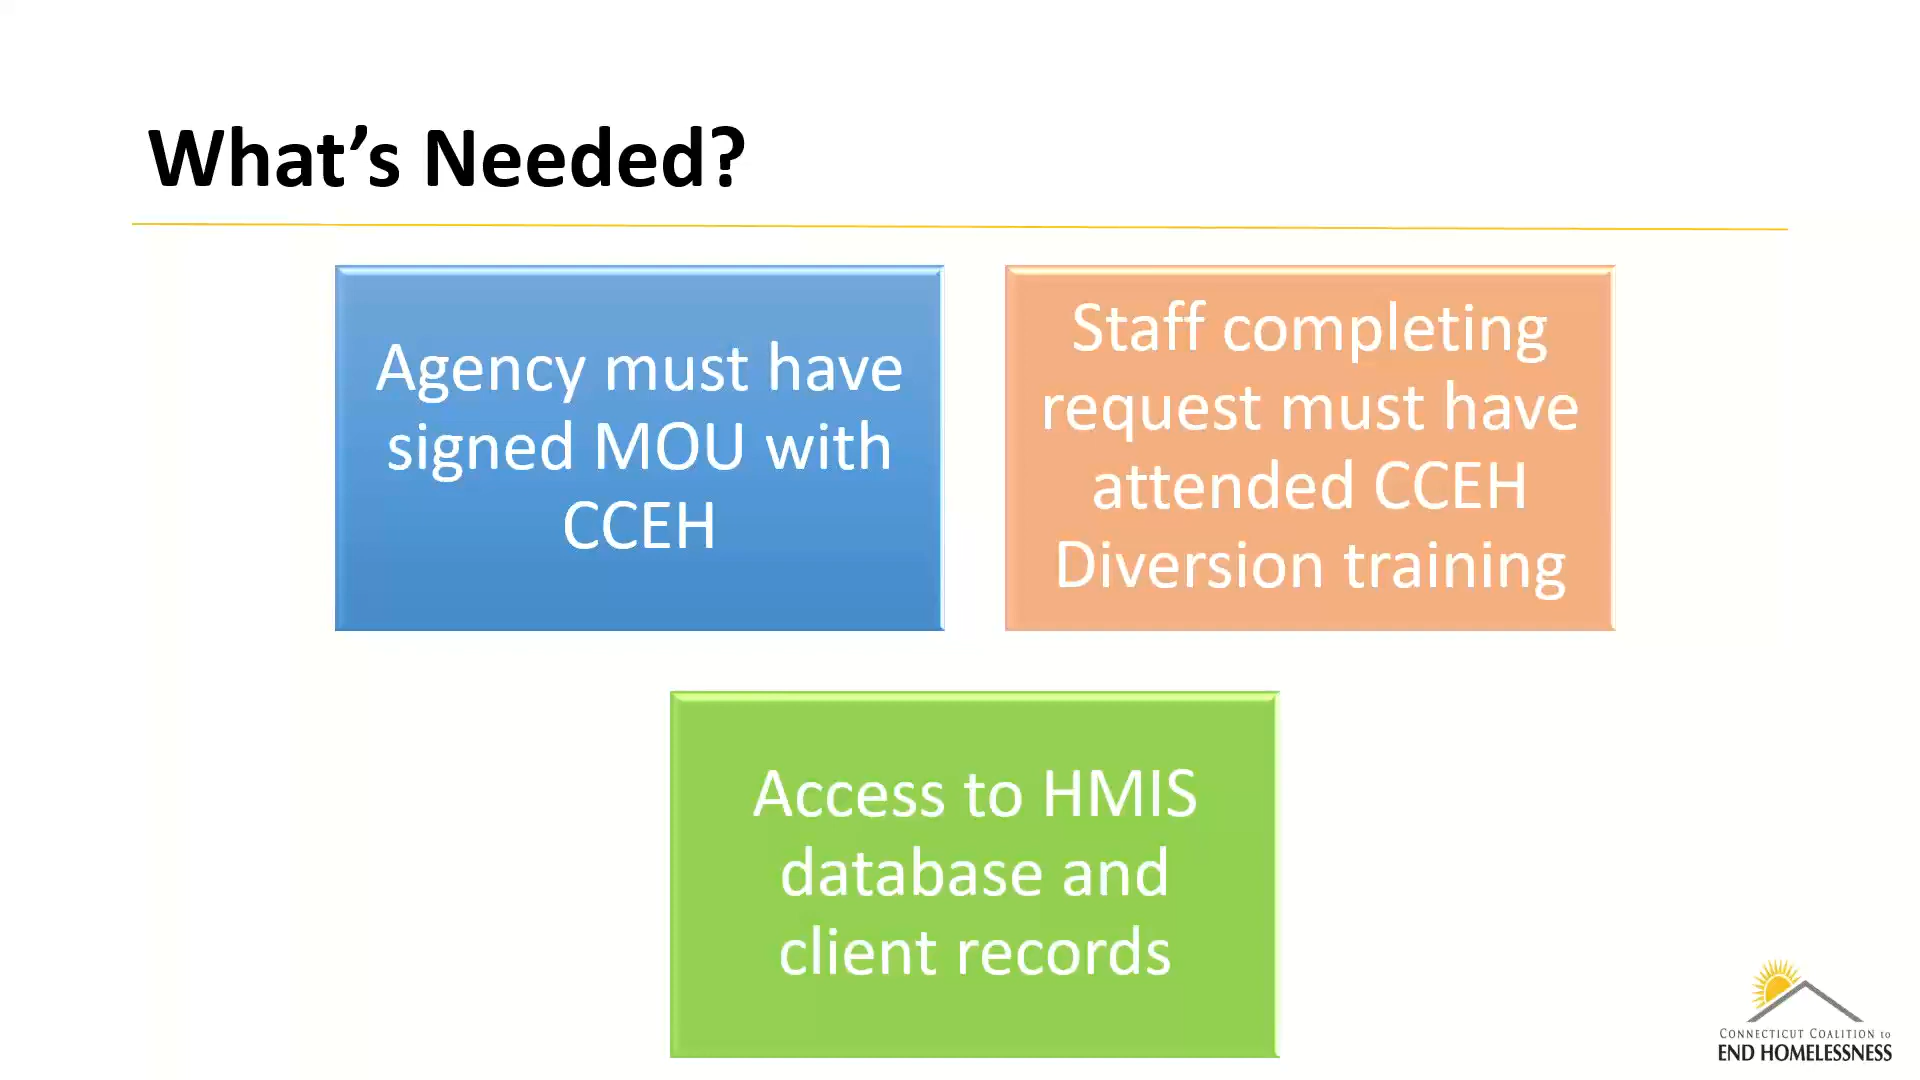 What’s Needed?
Agency must have
signed MOU with
CCEH
Staff completing
request must have
attended CCEH
Diversion training
Access to HMIS
database and
client records
CONNECTICUT COALITION to
END HOMELESSNESS